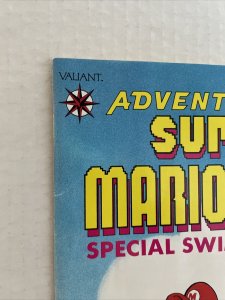 VALIANT.
ADVENT
SUP
MARIO
SPECIAL SWI
M